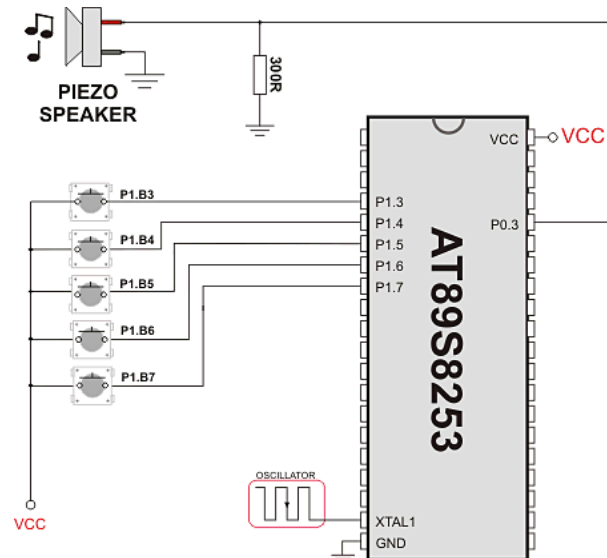 PIEZO
SPEAKER
300R
VCC
VCC
P1.B3
P1.3
P1.B4
P1.4
P0.3
P1.B5
P1.5
P1.B6
P1.6
P1.B7
P1.7
AT89S8253
OSCILLATOR
VCC
XTAL1
GND